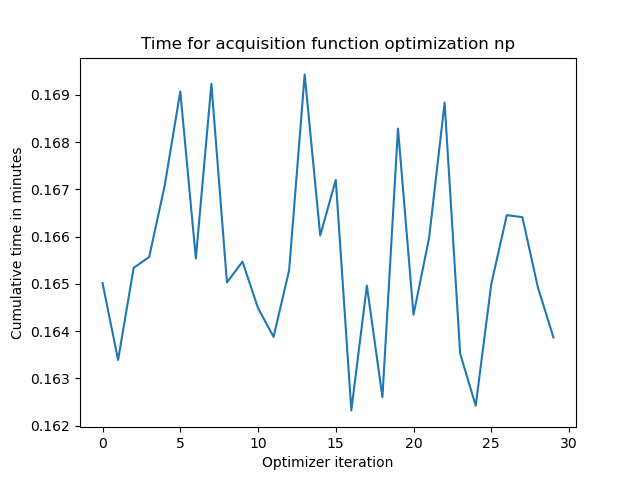 Time for acquisition function optimization np
Cumulative time in minutes
0.169
0.168
0.167
0.166
0.165
0.164
0.163
0.162
0 5 10 15 20 25 30
Optimizer iteration